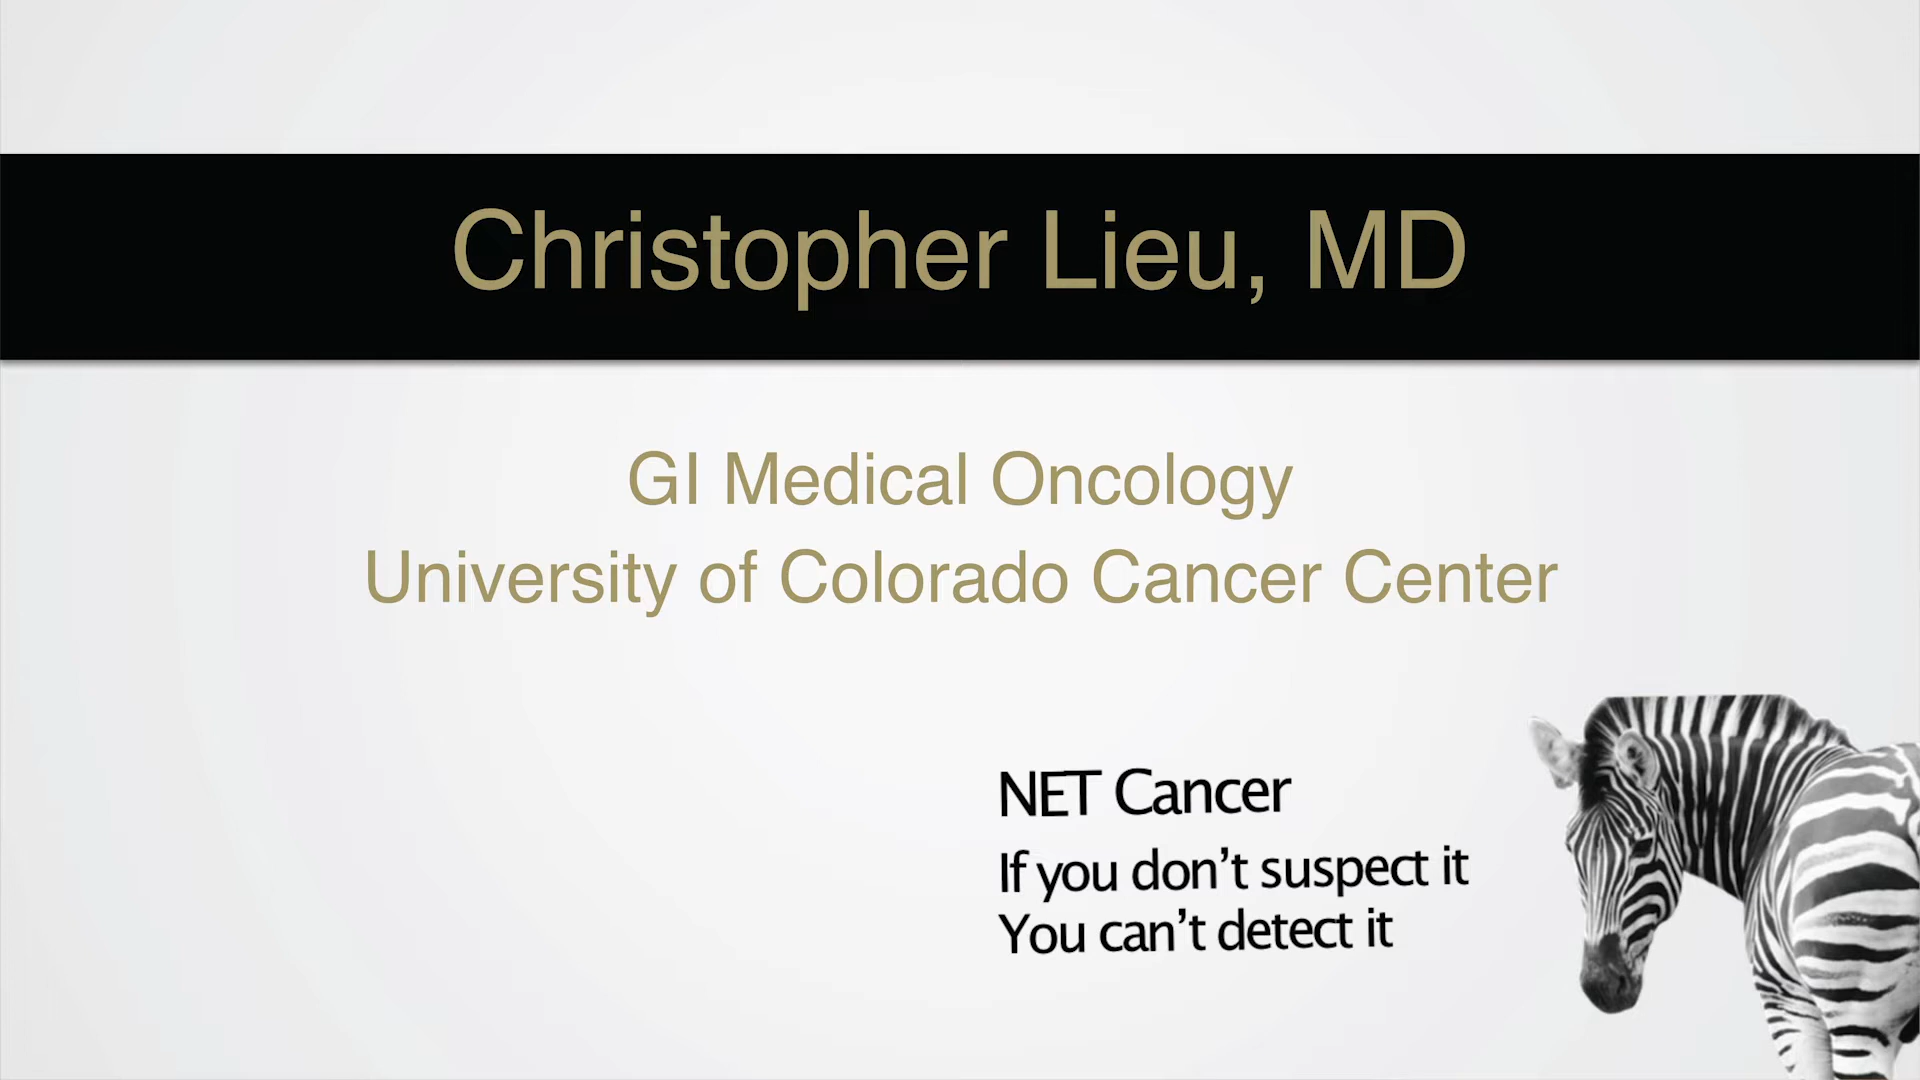 Christopher Lieu, MD
GI Medical Oncology
University of Colorado Cancer Center
NET Cancer
If you don’t suspect it
You can’t detect it